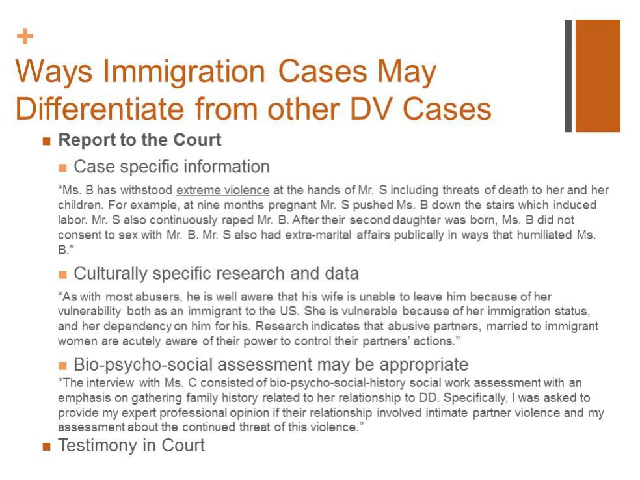 +
Ways Immigration Cases May
Differentiate from other DV Cases
■ Report to the Court
■ Case specific information
“Ms. B has withstood extreme violence at the hands of Mr. S including threats of death to her and her
children. For example, at nine months pregnant Mr. S pushed Ms. B down the stairs which induced
labor. Mr. S also continuously raped Mr. B. After their second daughter was born, Ms. B did not
consent to sex with Mr. B. Mr. S also had extra-marital affairs publically in ways that humiliated Ms.
B.”
■ Culturally specific research and data
“As with most abusers, he is well aware that his wife is unable to leave him because of her
vulnerability both as an immigrant to the US. She is vulnerable because of her immigration status,
and her dependency on him for his. Research indicates that abusive partners, married to immigrant
women are acutely aware of their power to control their partners’ actions.”
■ Bio-psycho-social assessment may be appropriate
“The interview with Ms. C consisted of bio-psycho-social-history social work assessment with an
emphasis on gathering family history related to her relationship to DD. Specifically, I was asked to
provide my expert professional opinion if their relationship involved intimate partner violence and my
assessment about the continued threat of this violence.”
■ Testimony in Court